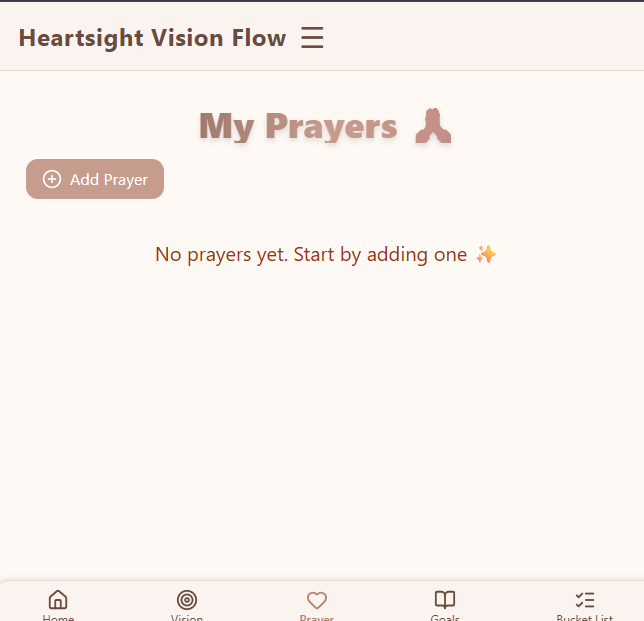 Heartsight Vision Flow
My Prayers 🙏
Add Prayer
No prayers yet. Start by adding one ✨
Home Vision Prayer Goals Bucket List